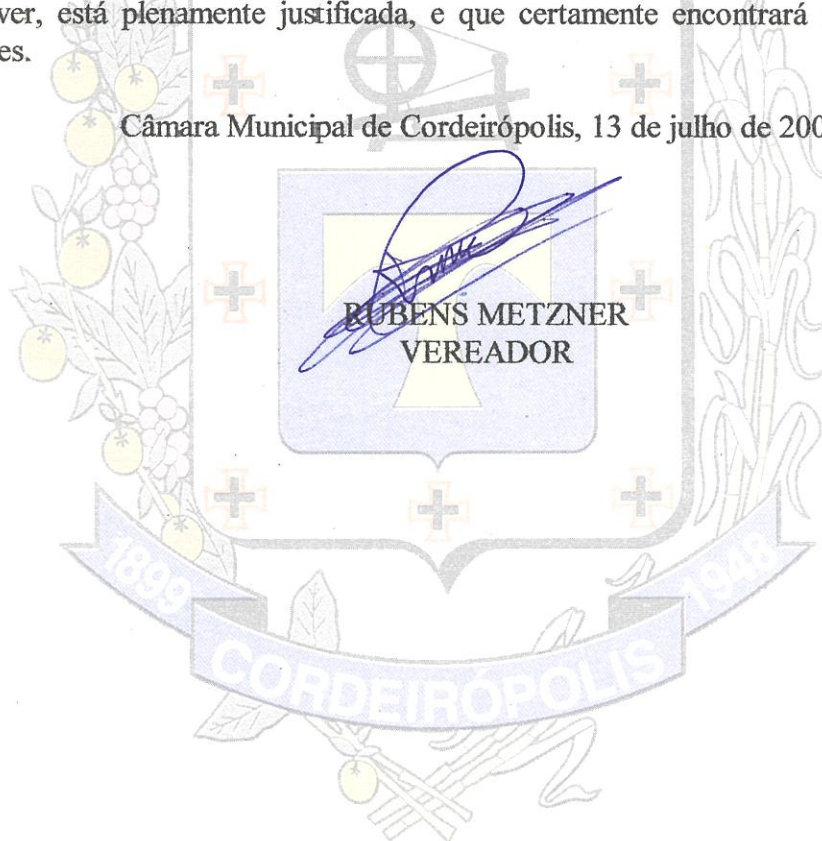 ver, está plenamente justificada, e que certamente encontrará
es.
Câmara Municipal de Cordeirópolis, 13 de julho de 200
RUBENS METZNER
VEREADOR
1899
1948
CORDEIRÓPOLIS